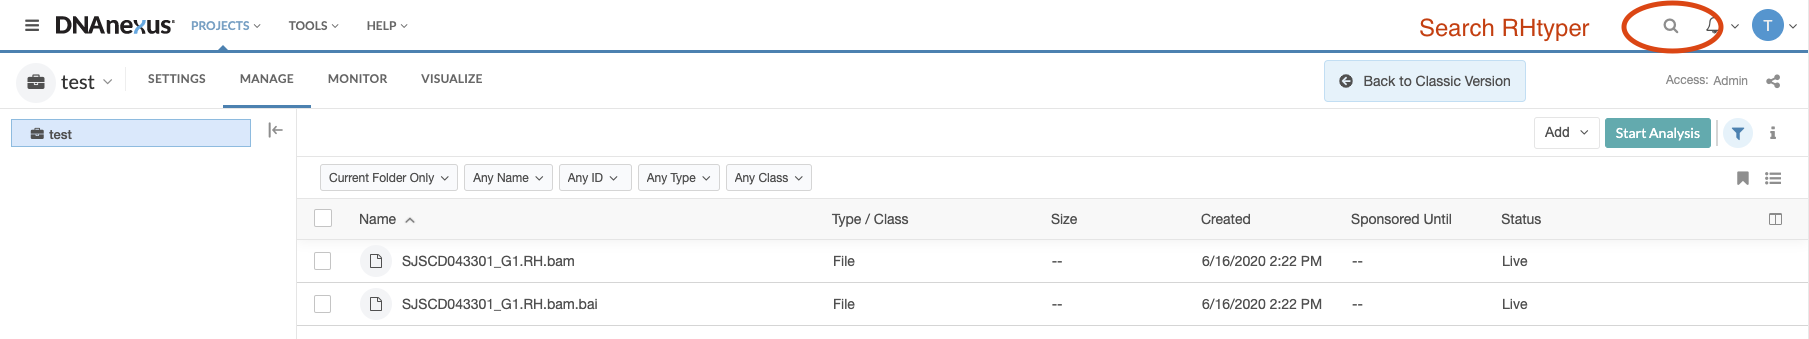 DNAnexus PROJECTS TOOLS HELP Search RHtyper T
test SETTINGS MANAGE MONITOR VISUALIZE Back to Classic Version Access: Admin
test Add Start Analysis
Current Folder Only Any Name Any ID Any Type Any Class
Name Type / Class Size Created Sponsored Until Status
SJSCD043301_G1.RH.bam File -- 6/16/2020 2:22 PM -- Live
SJSCD043301_G1.RH.bam.bai File -- 6/16/2020 2:22 PM -- Live